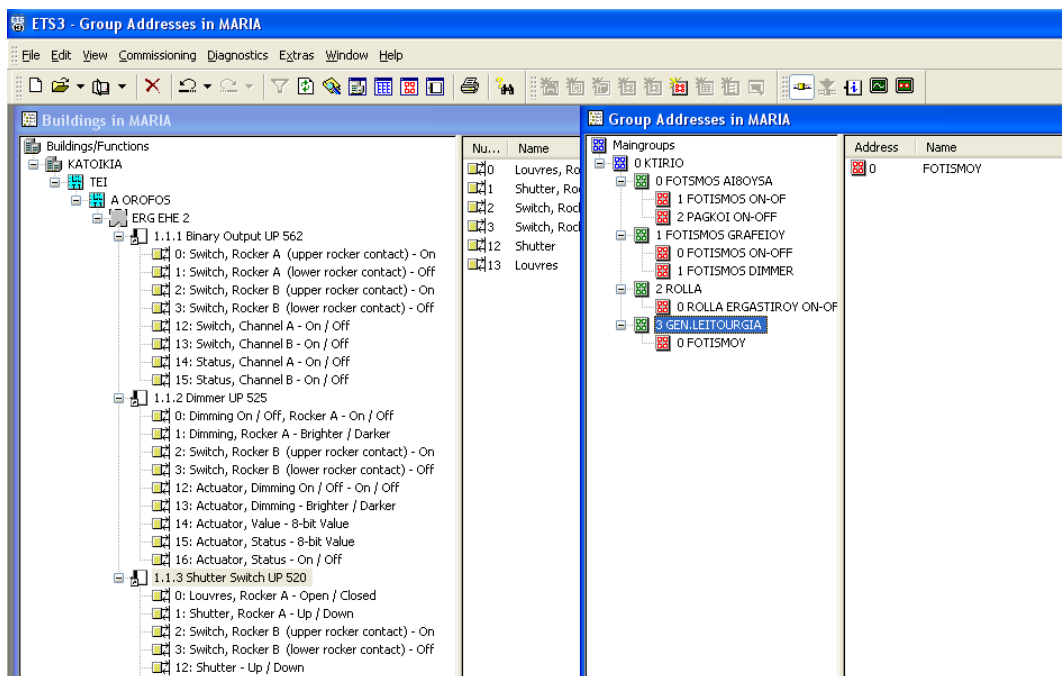 ETS3 - Group Addresses in MARIA
File Edit View Commissioning Diagnostics Extras Window Help
Buildings in MARIA
Buildings/Functions
KATOIKIA
TEI
A OROFOS
ERG EHE 2
1.1.1 Binary Output UP 562
0: Switch, Rocker A (upper rocker contact) - On
1: Switch, Rocker A (lower rocker contact) - Off
2: Switch, Rocker B (upper rocker contact) - On
3: Switch, Rocker B (lower rocker contact) - Off
12: Switch, Channel A - On / Off
13: Switch, Channel B - On / Off
14: Status, Channel A - On / Off
15: Status, Channel B - On / Off
1.1.2 Dimmer UP 525
0: Dimming On / Off, Rocker A - On / Off
1: Dimming, Rocker A - Brighter / Darker
2: Switch, Rocker B (upper rocker contact) - On
3: Switch, Rocker B (lower rocker contact) - Off
12: Actuator, Dimming On / Off - On / Off
13: Actuator, Dimming - Brighter / Darker
14: Actuator, Value - 8-bit Value
15: Actuator, Status - 8-bit Value
16: Actuator, Status - On / Off
1.1.3 Shutter Switch UP 520
0: Louvres, Rocker A - Open / Closed
1: Shutter, Rocker A - Up / Down
2: Switch, Rocker B (upper rocker contact) - On
3: Switch, Rocker B (lower rocker contact) - Off
12: Shutter - Up / Down
Nu... Name
0 Louvres, Ro
1 Shutter, Ro
2 Switch, Rock
3 Switch, Rock
12 Shutter
13 Louvres
Group Addresses in MARIA
Maingroups
0 KTIRIO
0 FOTSMOS AI8OYSA
1 FOTISMOS ON-OF
2 PAGKOI ON-OFF
1 FOTISMOS GRAFEIOY
0 FOTISMOS ON-OFF
1 FOTISMOS DIMMER
2 ROLLA
0 ROLLA ERGASTIROY ON-OF
3 GEN.LEITOURGIA
0 FOTISMOY
Address Name
0 FOTISMOY